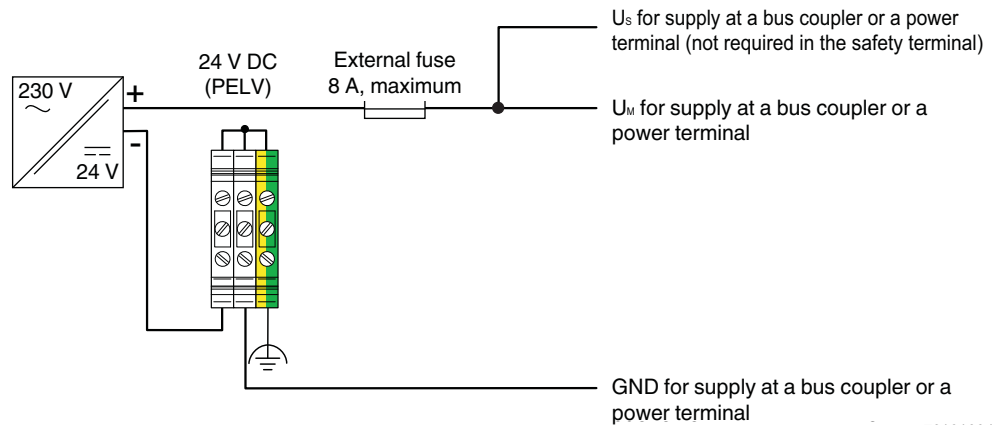 Us for supply at a bus coupler or a power
terminal (not required in the safety terminal)
24 V DC
(PELV)
External fuse
8 A, maximum
230 V
+
-
24 V
UM for supply at a bus coupler or a
power terminal
GND for supply at a bus coupler or a
power terminal